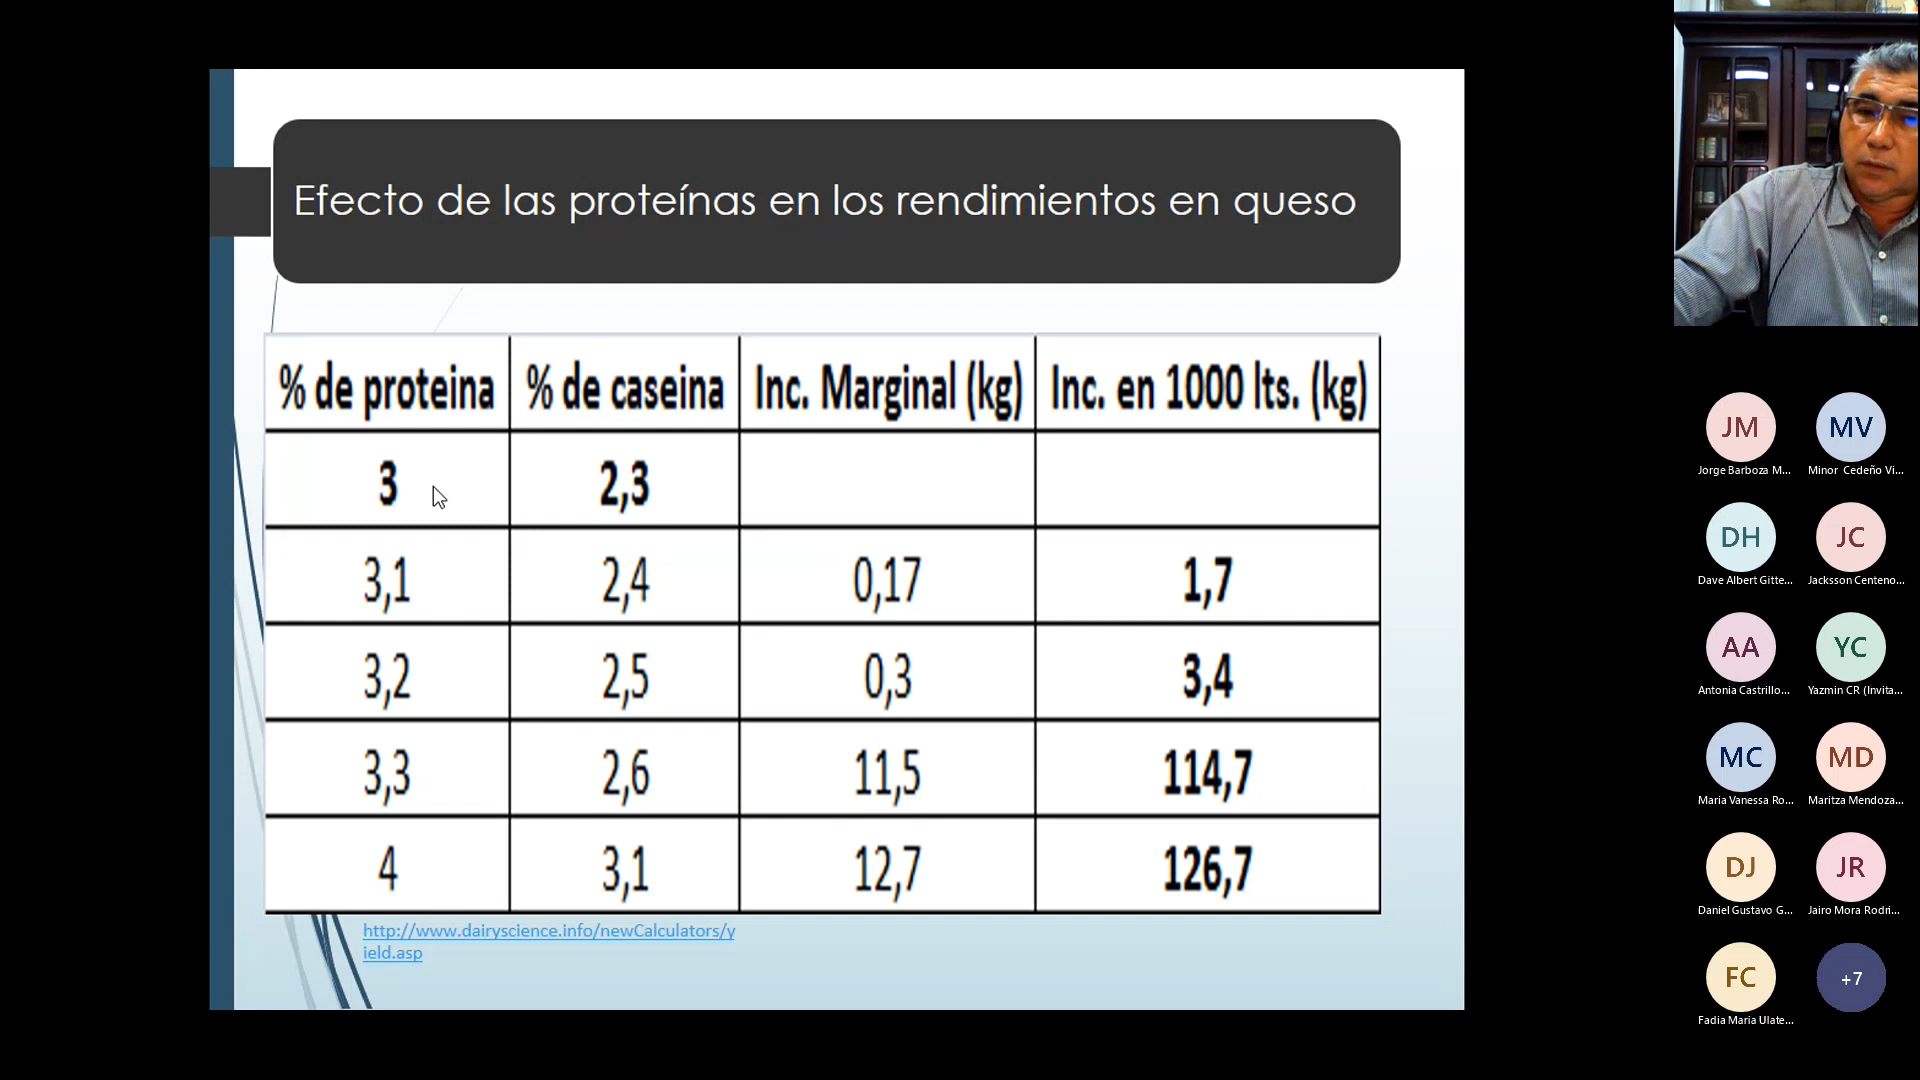 Efecto de las proteínas en los rendimientos en queso
% de proteina % de caseina Inc. Marginal (kg) Inc. en 1000 lts. (kg)
3 2,3
3,1 2,4 0,17 1,7
3,2 2,5 0,3 3,4
3,3 2,6 11,5 114,7
4 3,1 12,7 126,7
http://www.dairyscience.info/newCalculators/y
ield.asp
JM MV
Jorge Barboza M... Minor Cedeño Vi...
DH JC
Dave Albert Gitte... Jacksson Centeno...
AA YC
Antonia Castrillo... Yazmin CR (Invita...
MC MD
Maria Vanessa Ro... Maritza Mendoza...
DJ JR
Daniel Gustavo G... Jairo Mora Rodri...
FC +7
Fadia Maria Ulate...